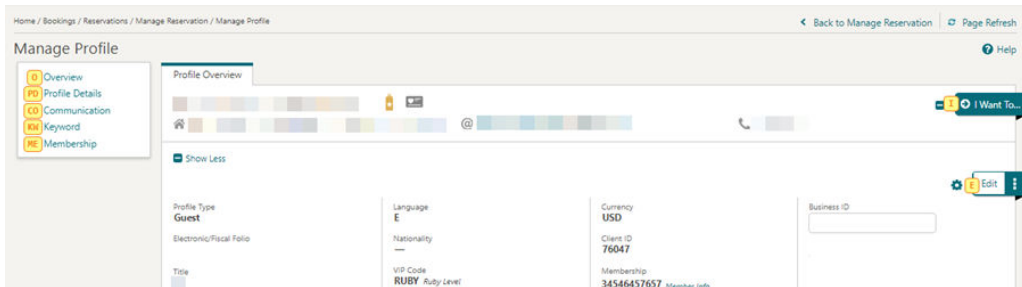 Home / Bookings / Reservations / Manage Reservation / Manage Profile
Back to Manage Reservation
Page Refresh
Manage Profile
Help
O Overview
PD Profile Details
CO Communication
KW Keyword
ME Membership
Profile Overview
I I Want To...
@
Show Less
E Edit
Profile Type
Guest
Language
E
Currency
USD
Business ID
Electronic/Fiscal Folio
Nationality
—
Client ID
76047
Title
VIP Code
RUBY Ruby Level
Membership
34546457657 Member Info